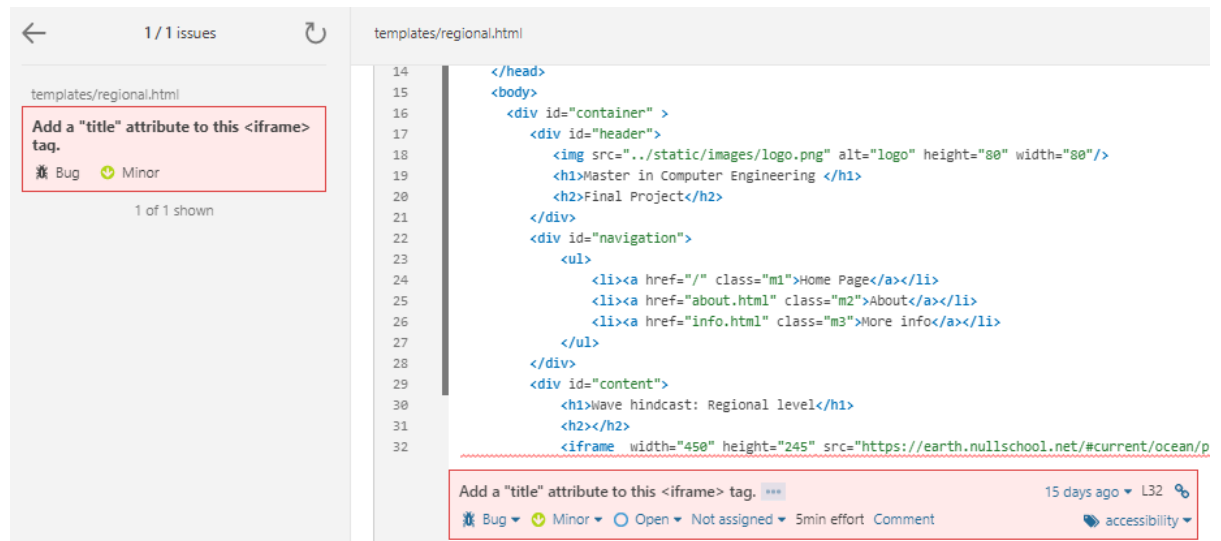 1 / 1 issues
templates/regional.html
templates/regional.html
Add a "title" attribute to this <iframe>
tag.
Bug Minor
1 of 1 shown
14 </head>
15 <body>
16 <div id="container" >
17 <div id="header">
18 <img src="../static/images/logo.png" alt="logo" height="80" width="80"/>
19 <h1>Master in Computer Engineering </h1>
20 <h2>Final Project</h2>
21 </div>
22 <div id="navigation">
23 <ul>
24 <li><a href="/" class="m1">Home Page</a></li>
25 <li><a href="about.html" class="m2">About</a></li>
26 <li><a href="info.html" class="m3">More info</a></li>
27 </ul>
28 </div>
29 <div id="content">
30 <h1>Wave hindcast: Regional level</h1>
31 <h2></h2>
32 <iframe  width="450" height="245" src="https://earth.nullschool.net/#current/ocean/p
Add a "title" attribute to this <iframe> tag. ••• 15 days ago L32
Bug Minor Open Not assigned 5min effort Comment accessibility